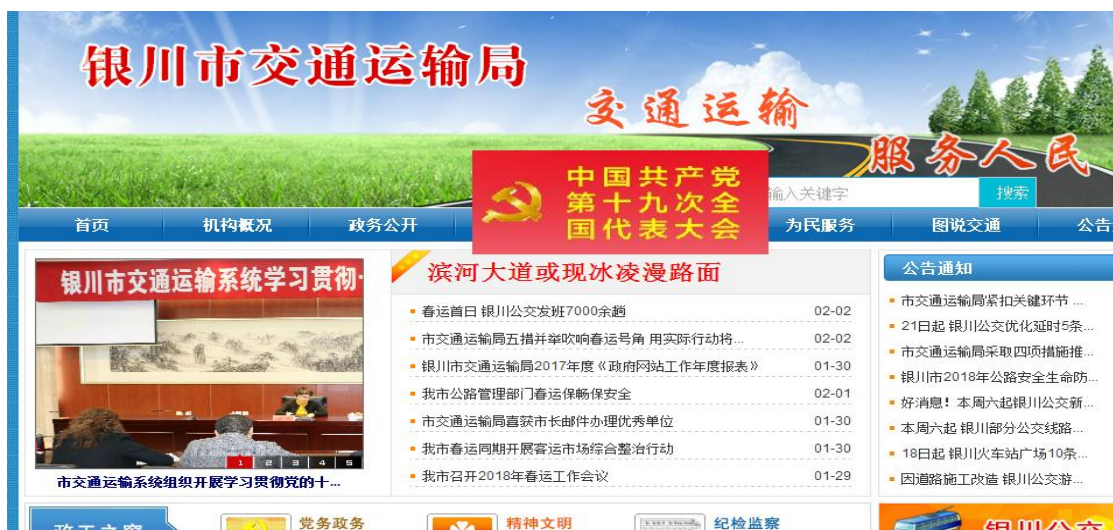 银川市交通运输局
交通运输
服务人民
中国共产党
第十九次全
国代表大会
输入关键字
搜索
首页
机构概况
政务公开
为民服务
图说交通
公告
银川市交通运输系统学习贯彻
1 2 3 4 5
市交通运输系统组织开展学习贯彻党的十...
滨河大道或现冰凌漫路面
春运首日 银川公交发班7000余趟 02-02
市交通运输局五措并举吹响春运号角 用实际行动将... 02-02
银川市交通运输局2017年度《政府网站工作年度报表》 01-30
我市公路管理部门春运保畅保安全 02-01
市交通运输局喜获市长邮件办理优秀单位 01-30
我市春运同期开展客运市场综合整治行动 01-30
我市召开2018年春运工作会议 01-29
公告通知
市交通运输局紧扣关键环节 ...
21日起 银川公交优化延时5条...
市交通运输局采取四项措施推...
银川市2018年公路安全生命防...
好消息！本周六起银川公交新...
本周六起 银川部分公交线路...
18日起 银川火车站广场10条...
因道路施工改造 银川公交游...
党务政务
精神文明
纪检监察
银川公交